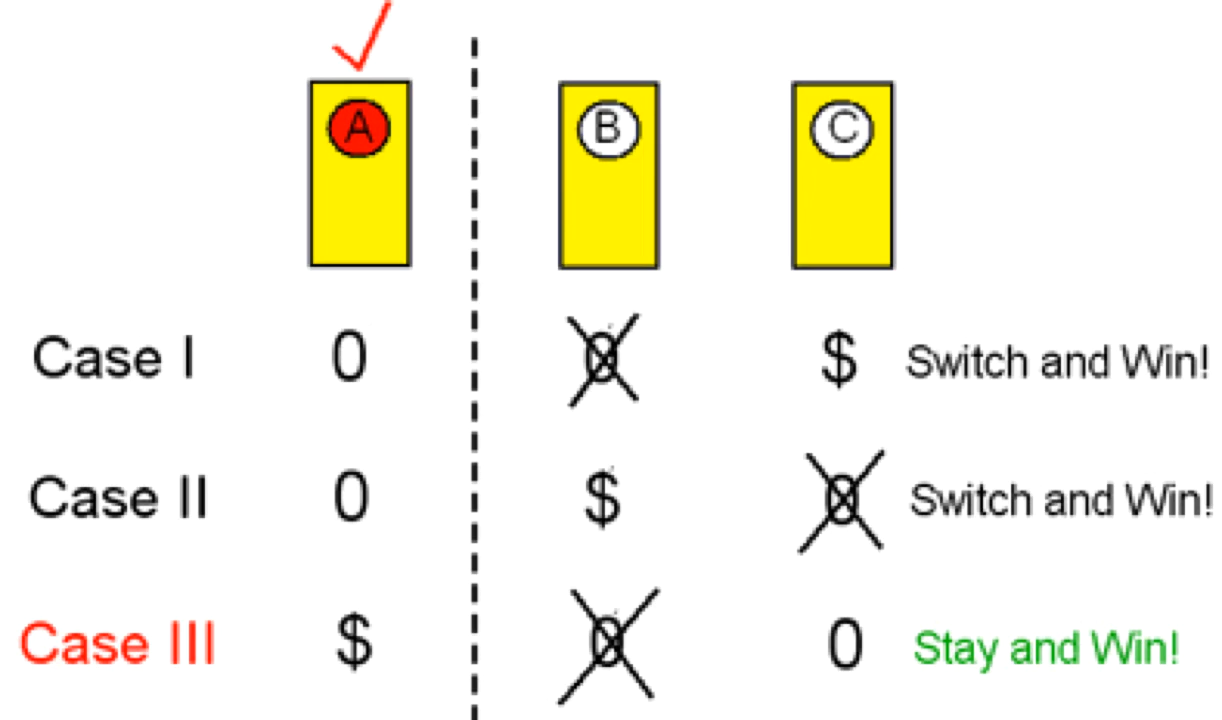 A B C
Case I 0 0 $ Switch and Win!
Case II 0 $ 0 Switch and Win!
Case III $ 0 0 Stay and Win!